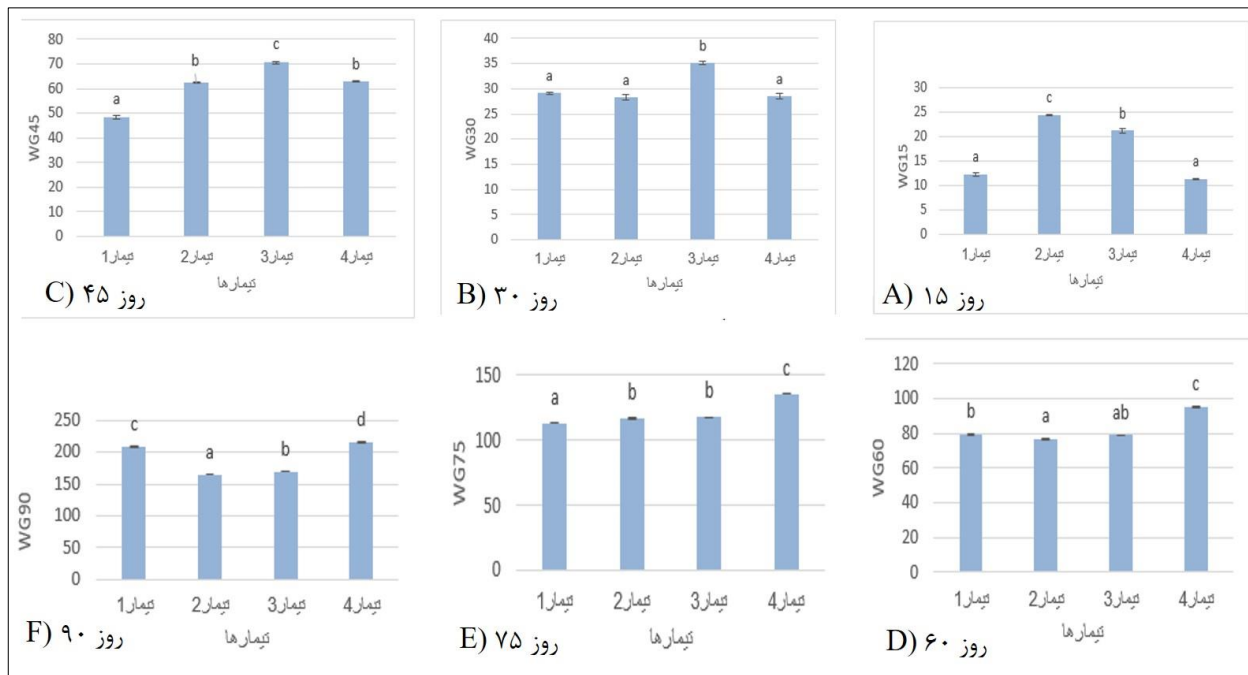 80
70
60
50
40
30
20
10
0
WG45
a
b
c
b
تیمار1 تیمار2 تیمار3 تیمار4
تیمارها
C) روز ۴۵
40
35
30
25
20
15
10
5
0
WG30
a
a
b
a
تیمار1 تیمار2 تیمار3 تیمار4
تیمارها
B) روز ۳۰
30
25
20
15
10
5
0
WG15
a
c
b
a
تیمار1 تیمار2 تیمار3 تیمار4
تیمارها
A) روز ۱۵
250
200
150
100
50
0
WG90
c
a
b
d
تیمار1 تیمار2 تیمار3 تیمار4
تیمارها
F) روز ۹۰
150
100
50
0
WG75
a
b
b
c
تیمار1 تیمار2 تیمار3 تیمار4
تیمارها
E) روز ۷۵
120
100
80
60
40
20
0
WG60
b
a
ab
c
تیمار1 تیمار2 تیمار3 تیمار4
تیمارها
D) روز ۶۰